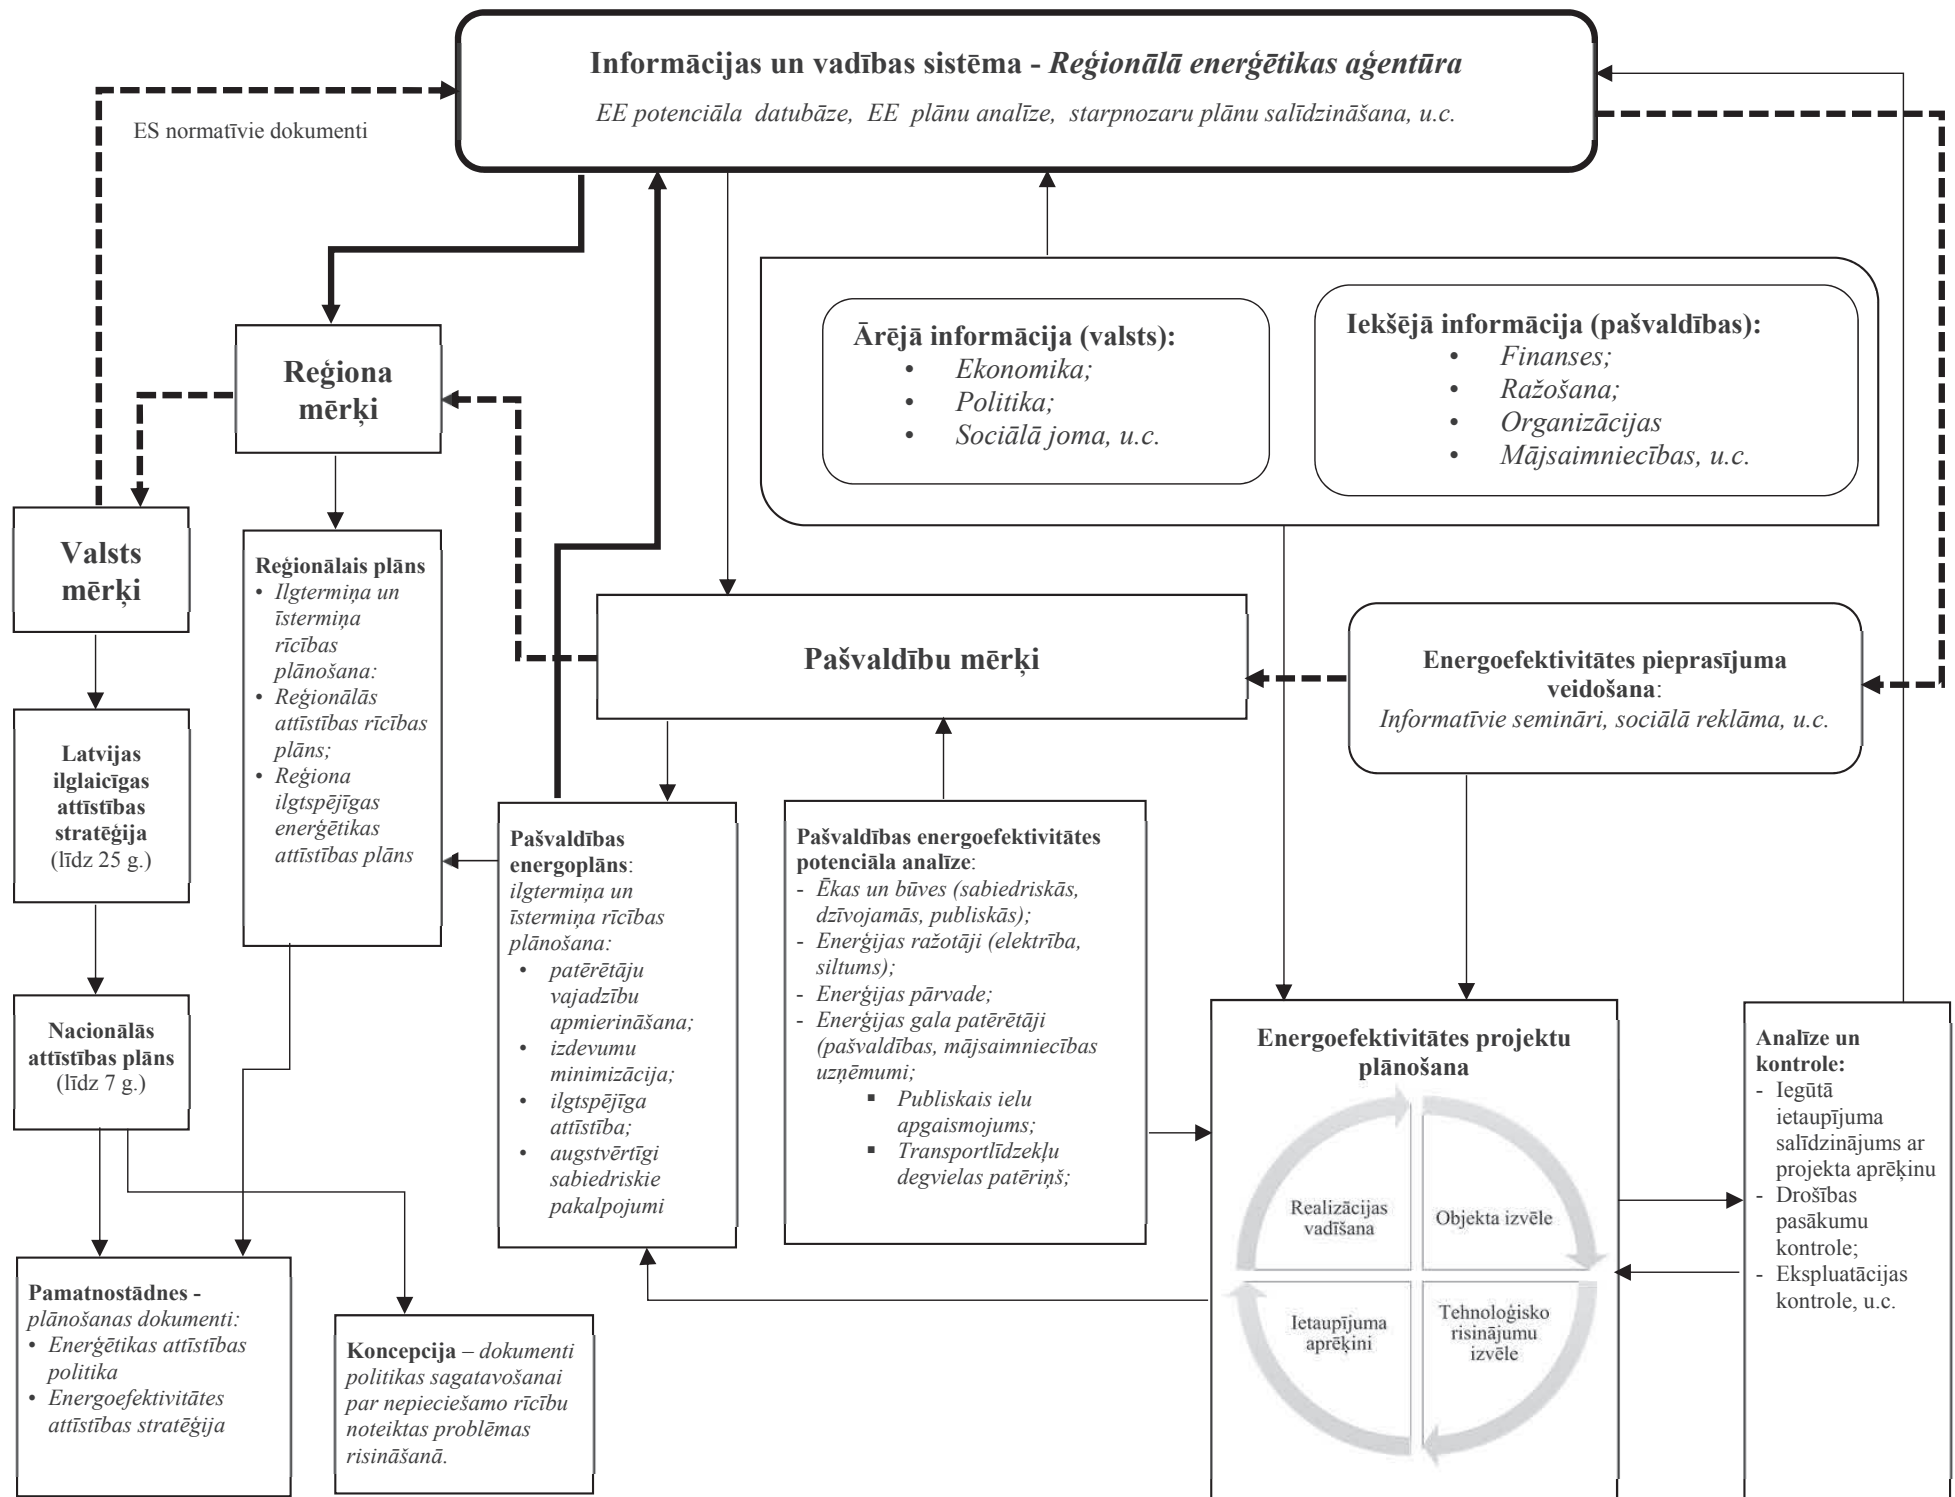 Informācijas un vadības sistēma - Reģionālā enerģētikas aģentūra
EE potenciāla datubāze, EE plānu analīze, starpnozaru plānu salīdzināšana, u.c.
ES normatīvie dokumenti
Ārējā informācija (valsts):
• Ekonomika;
• Politika;
• Sociālā joma, u.c.
Iekšējā informācija (pašvaldības):
• Finanses;
• Ražošana;
• Organizācijas
• Mājsaimniecības, u.c.
Reģiona
mērķi
Valsts
mērķi
Reģionālais plāns
• Ilgtermiņa un
īstermiņa
rīcības
plānošana:
• Reģionālās
attīstības rīcības
plāns;
• Reģiona
ilgtspējīgas
enerģētikas
attīstības plāns
Pašvaldību mērķi
Energoefektivitātes pieprasījuma
veidošana:
Informatīvie semināri, sociālā reklāma, u.c.
Latvijas
ilglaicīgas
attīstības
stratēģija
(līdz 25 g.)
Pašvaldības
energoplāns:
ilgtermiņa un
īstermiņa rīcības
plānošana:
• patērētāju
vajadzību
apmierināšana;
• izdevumu
minimizācija;
• ilgtspējīga
attīstība;
• augstvērtīgi
sabiedriskie
pakalpojumi
Pašvaldības energoefektivitātes
potenciāla analīze:
- Ēkas un būves (sabiedriskās,
dzīvojamās, publiskās);
- Enerģijas ražotāji (elektrība,
siltums);
- Enerģijas pārvade;
- Enerģijas gala patērētāji
(pašvaldības, mājsaimniecības
uzņēmumi;
▪ Publiskais ielu
apgaismojums;
▪ Transportlīdzekļu
degvielas patēriņš;
Nacionālās
attīstības plāns
(līdz 7 g.)
Energoefektivitātes projektu
plānošana
Realizācijas
vadīšana
Objekta izvēle
Ietaupījuma
aprēķini
Tehnoloģisko
risinājumu
izvēle
Analīze un
kontrole:
- Iegūtā
ietaupījuma
salīdzinājums ar
projekta aprēķinu
- Drošības
pasākumu
kontrole;
- Ekspluatācijas
kontrole, u.c.
Pamatnostādnes -
plānošanas dokumenti:
• Enerģētikas attīstības
politika
• Energoefektivitātes
attīstības stratēģija
Koncepcija – dokumenti
politikas sagatavošanai
par nepieciešamo rīcību
noteiktas problēmas
risināšanā.